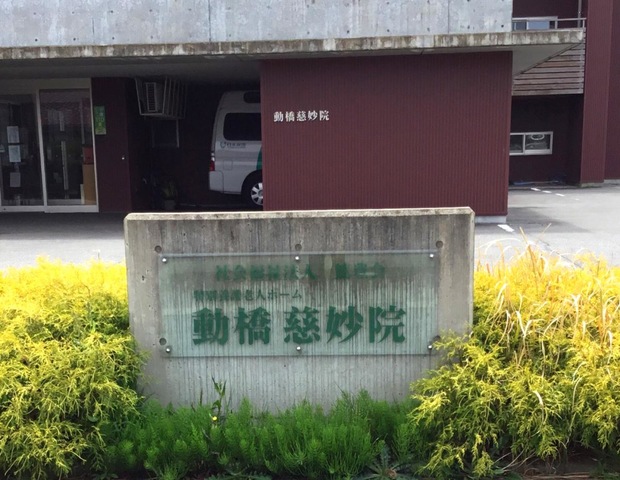 動橋慈妙院
社会福祉法人
特別養護老人ホーム
動橋 慈妙院